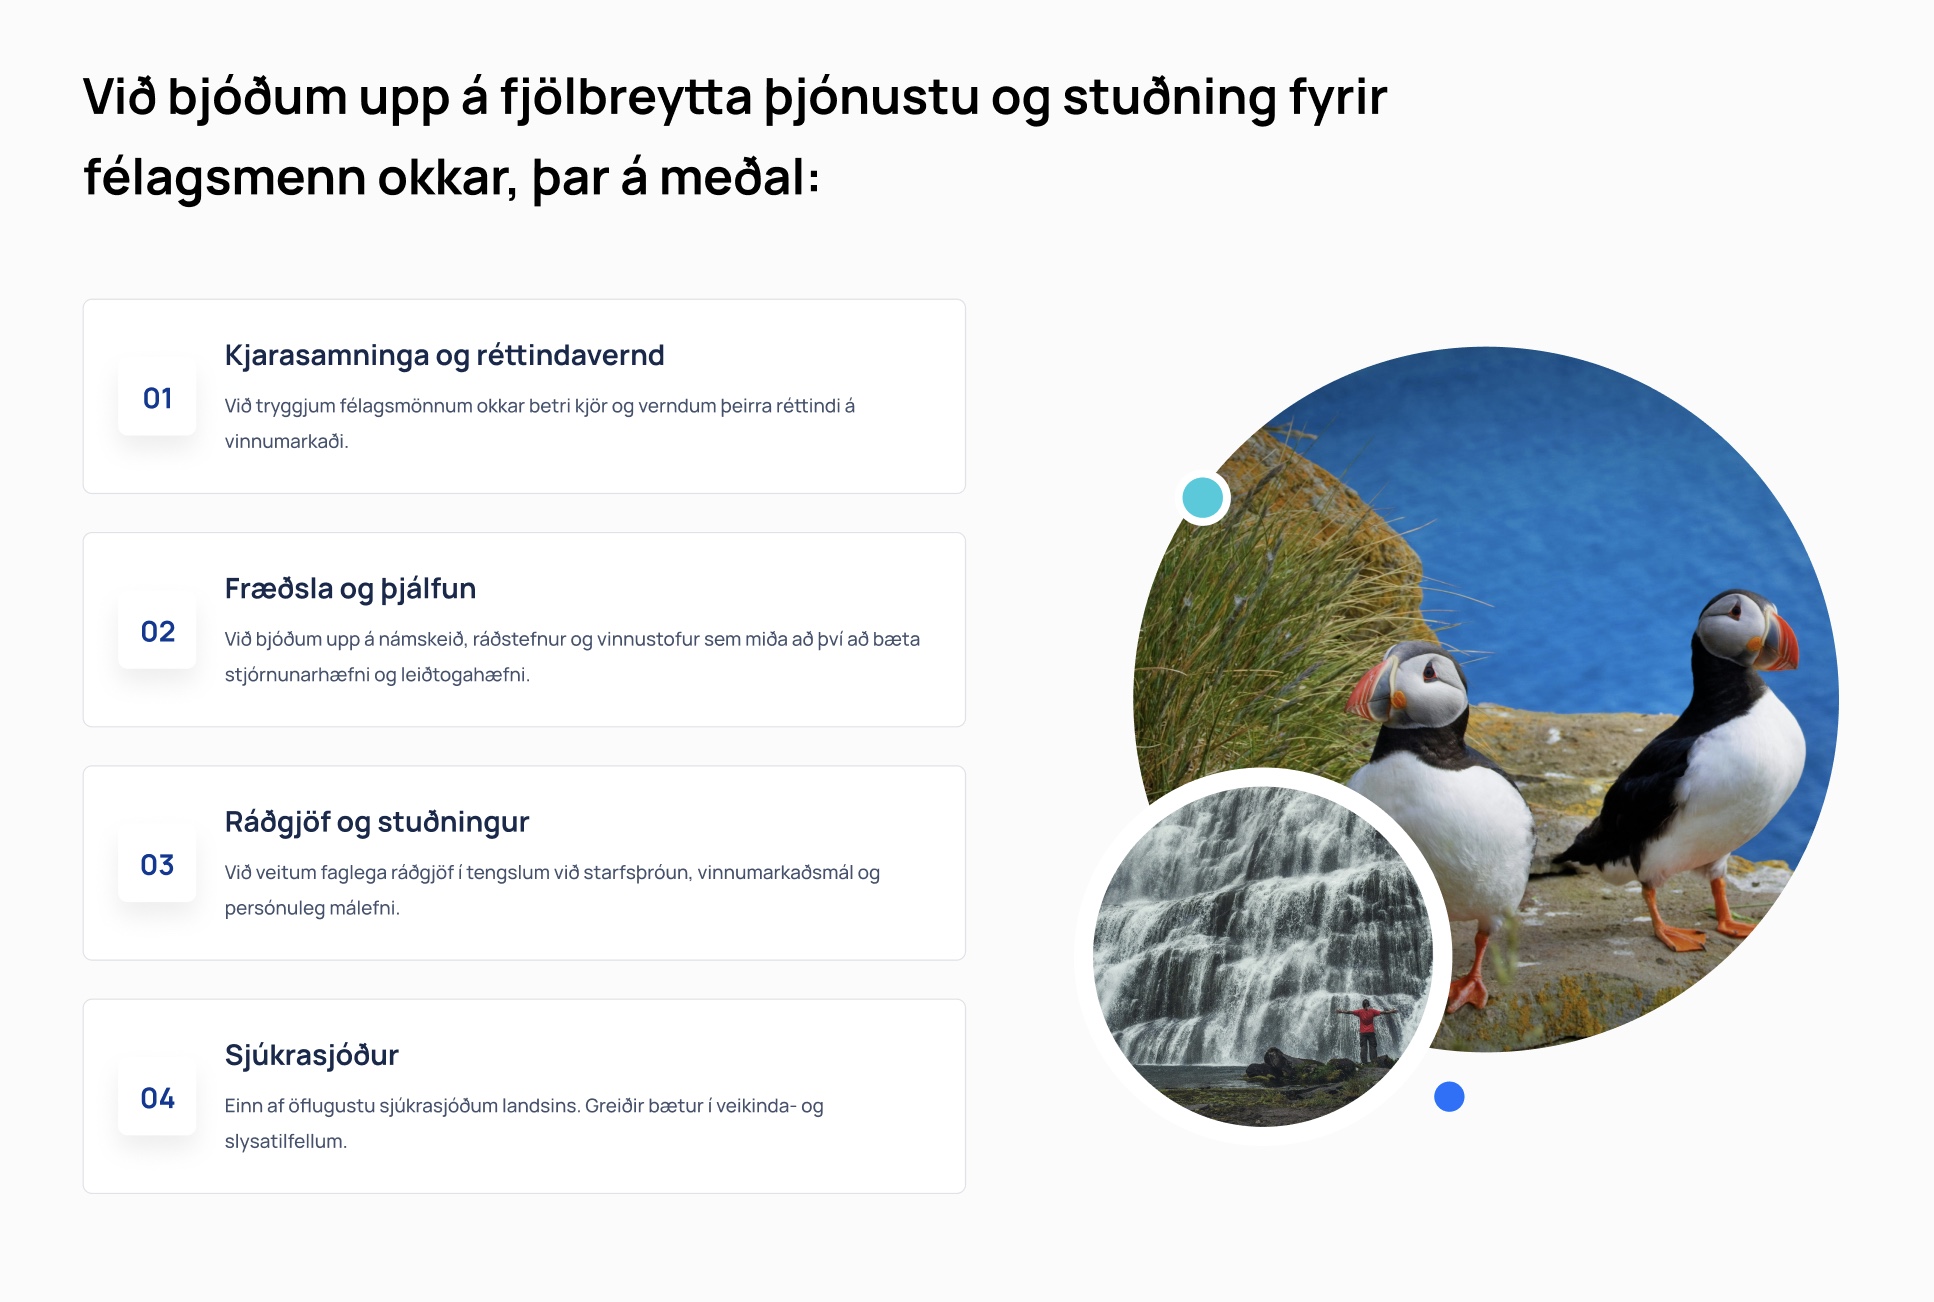 Við bjóðum upp á fjölbreytta þjónustu og stuðning fyrir
félagsmenn okkar, þar á meðal:
01
Kjarasamninga og réttindavernd
Við tryggjum félagsmönnum okkar betri kjör og verndum þeirra réttindi á
vinnumarkaði.
02
Fræðsla og þjálfun
Við bjóðum upp á námskeið, ráðstefnur og vinnustofur sem miða að því að bæta
stjórnunarhæfni og leiðtogahæfni.
03
Ráðgjöf og stuðningur
Við veitum faglega ráðgjöf í tengslum við starfsþróun, vinnumarkaðsmál og
persónuleg málefni.
04
Sjúkrasjóður
Einn af öflugustu sjúkrasjóðum landsins. Greiðir bætur í veikinda- og
slysatilfellum.